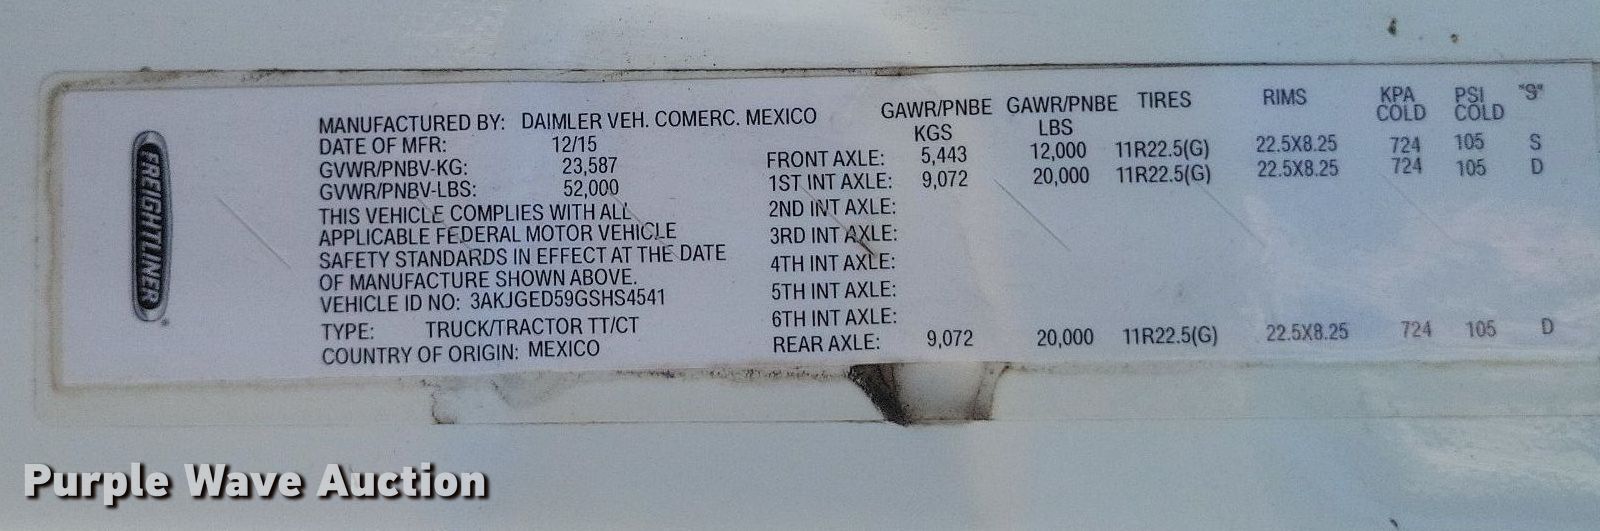 FREIGHTLINER
MANUFACTURED BY: DAIMLER VEH. COMERC. MEXICO
DATE OF MFR: 12/15
GVWR/PNBV-KG: 23,587
GVWR/PNBV-LBS: 52,000
THIS VEHICLE COMPLIES WITH ALL
APPLICABLE FEDERAL MOTOR VEHICLE
SAFETY STANDARDS IN EFFECT AT THE DATE
OF MANUFACTURE SHOWN ABOVE.
VEHICLE ID NO: 3AKJGED59GSHS4541
TYPE: TRUCK/TRACTOR TT/CT
COUNTRY OF ORIGIN: MEXICO
GAWR/PNBE GAWR/PNBE TIRES RIMS KPA PSI "S"
KGS LBS COLD COLD
FRONT AXLE: 5,443 12,000 11R22.5(G) 22.5X8.25 724 105 S
1ST INT AXLE: 9,072 20,000 11R22.5(G) 22.5X8.25 724 105 D
2ND INT AXLE:
3RD INT AXLE:
4TH INT AXLE:
5TH INT AXLE:
6TH INT AXLE:
REAR AXLE: 9,072 20,000 11R22.5(G) 22.5X8.25 724 105 D
Purple Wave Auction